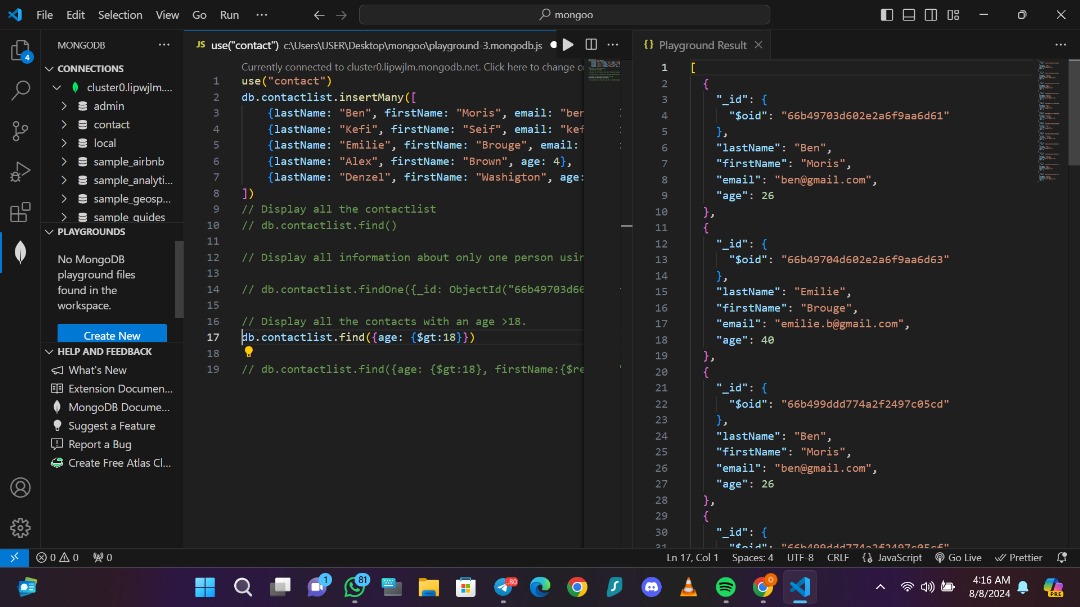 File Edit Selection View Go Run ··· mongoo
MONGODB ···
CONNECTIONS
cluster0.lipwjlm....
admin
contact
local
sample_airbnb
sample_analyti...
sample_geosp...
sample_guides
PLAYGROUNDS
No MongoDB
playground files
found in the
workspace.
Create New
HELP AND FEEDBACK
What's New
Extension Documen...
MongoDB Docume...
Suggest a Feature
Report a Bug
Create Free Atlas Cl...
4
JS use("contact") c:\Users\USER\Desktop\mongoo\playground-3.mongodb.js
Currently connected to cluster0.lipwjlm.mongodb.net. Click here to change c
1 use("contact")
2 db.contactlist.insertMany([
3 {lastName: "Ben", firstName: "Moris", email: "ben
4 {lastName: "Kefi", firstName: "Seif", email: "kef
5 {lastName: "Emilie", firstName: "Brouge", email:
6 {lastName: "Alex", firstName: "Brown", age: 4},
7 {lastName: "Denzel", firstName: "Washigton", age:
8 ])
9 // Display all the contactlist
10 // db.contactlist.find()
11
12 // Display all information about only one person usin
13
14 // db.contactlist.findOne({_id: ObjectId("66b49703d60
15
16 // Display all the contacts with an age >18.
17 db.contactlist.find({age: {$gt:18}})
18
19 // db.contactlist.find({age: {$gt:18}, firstName:{$re
{} Playground Result
1 [
2 {
3 "_id": {
4 "$oid": "66b49703d602e2a6f9aa6d61"
5 },
6 "lastName": "Ben",
7 "firstName": "Moris",
8 "email": "ben@gmail.com",
9 "age": 26
10 },
11 {
12 "_id": {
13 "$oid": "66b49704d602e2a6f9aa6d63"
14 },
15 "lastName": "Emilie",
16 "firstName": "Brouge",
17 "email": "emilie.b@gmail.com",
18 "age": 40
19 },
20 {
21 "_id": {
22 "$oid": "66b499ddd774a2f2497c05cd"
23 },
24 "lastName": "Ben",
25 "firstName": "Moris",
26 "email": "ben@gmail.com",
27 "age": 26
28 },
29 {
30 "_id": {
31 "$oid": "66b499ddd774a2f2497c05cf"
0 0 0 Ln 17, Col 1 Spaces: 4 UTF-8 CRLF {} JavaScript Go Live Prettier
1 81 80 0 PRE
4:16 AM
8/8/2024